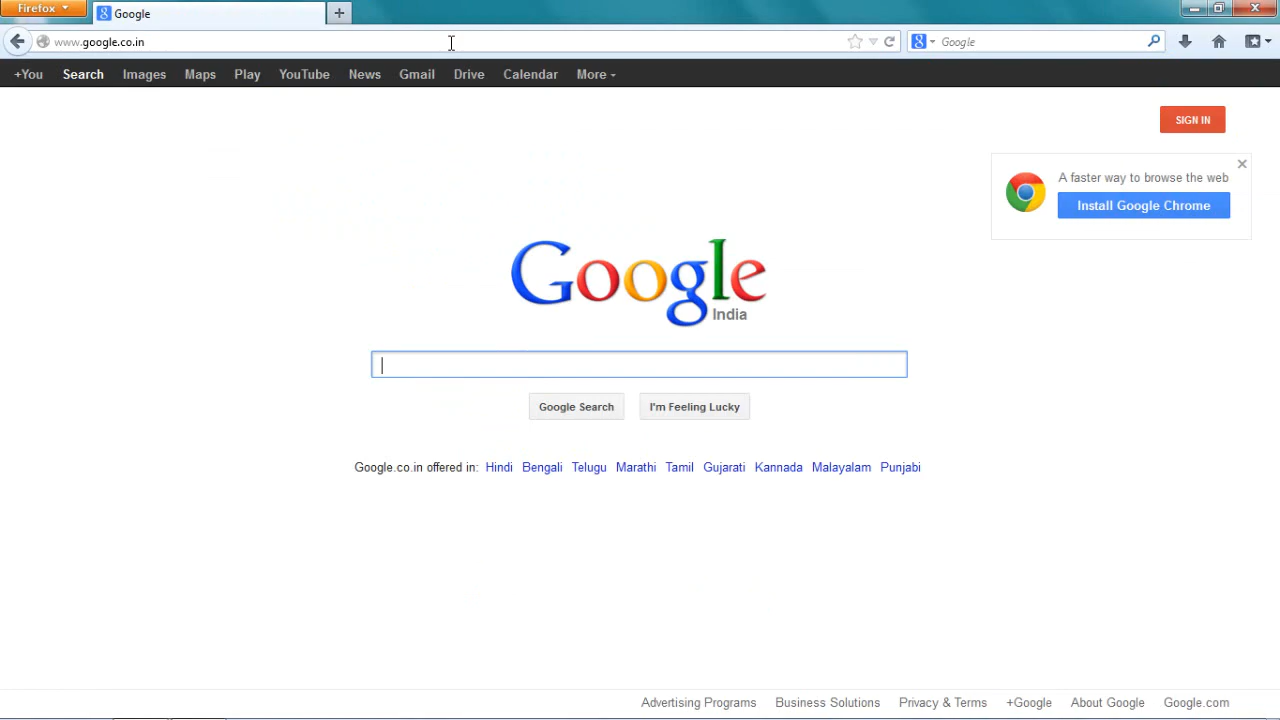 Firefox
Google
www.google.co.in
Google
+You Search Images Maps Play YouTube News Gmail Drive Calendar More
SIGN IN
A faster way to browse the web
Install Google Chrome
Google
India
Google Search I'm Feeling Lucky
Google.co.in offered in: Hindi Bengali Telugu Marathi Tamil Gujarati Kannada Malayalam Punjabi
Advertising Programs Business Solutions Privacy & Terms +Google About Google Google.com